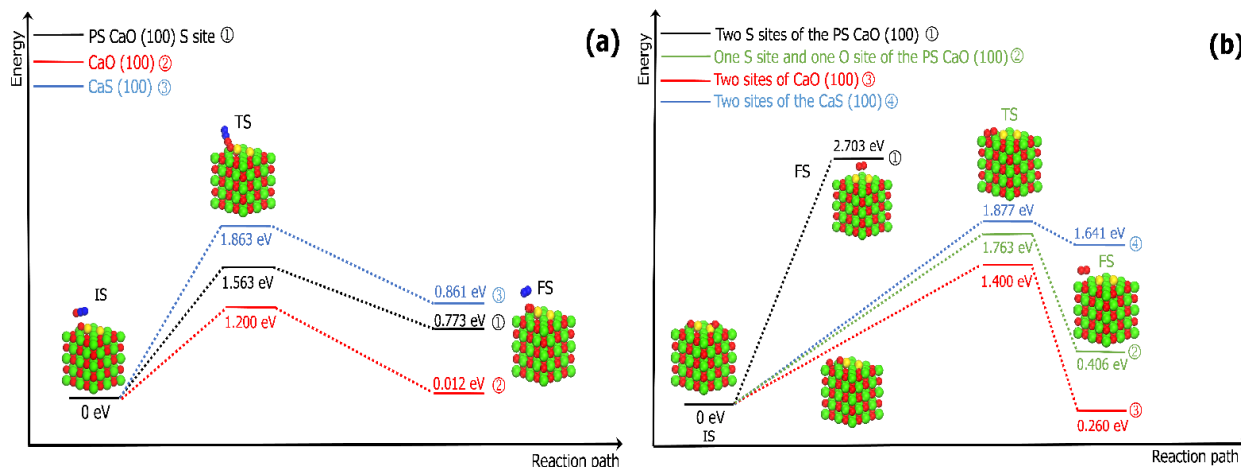 Energy
PS CaO (100) S site ①
CaO (100) ②
CaS (100) ③
(a)
TS
1.863 eV
1.563 eV
1.200 eV
IS
0 eV
0.861 eV ③
FS
0.773 eV ①
0.012 eV ②
Reaction path
Energy
Two S sites of the PS CaO (100) ①
One S site and one O site of the PS CaO (100) ②
Two sites of CaO (100) ③
Two sites of the CaS (100) ④
(b)
TS
2.703 eV ①
FS
1.877 eV
1.763 eV
1.400 eV
1.641 eV ④
FS
0.406 eV ②
0 eV
IS
0.260 eV ③
Reaction path